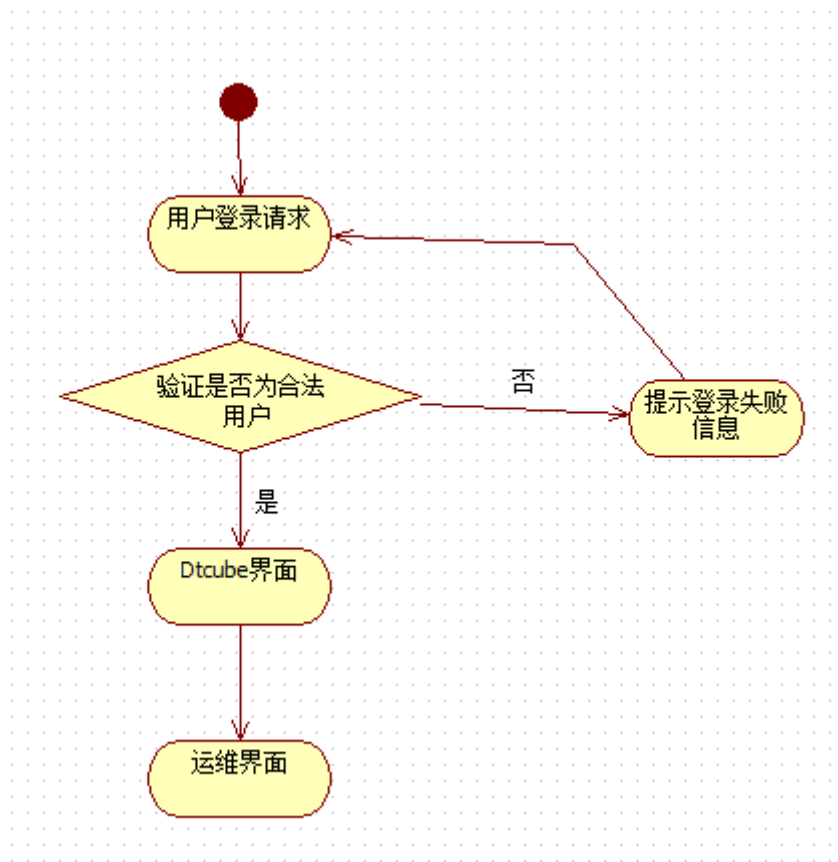 用户登录请求
验证是否为合法
用户
否
提示登录失败
信息
是
Dtcube界面
运维界面